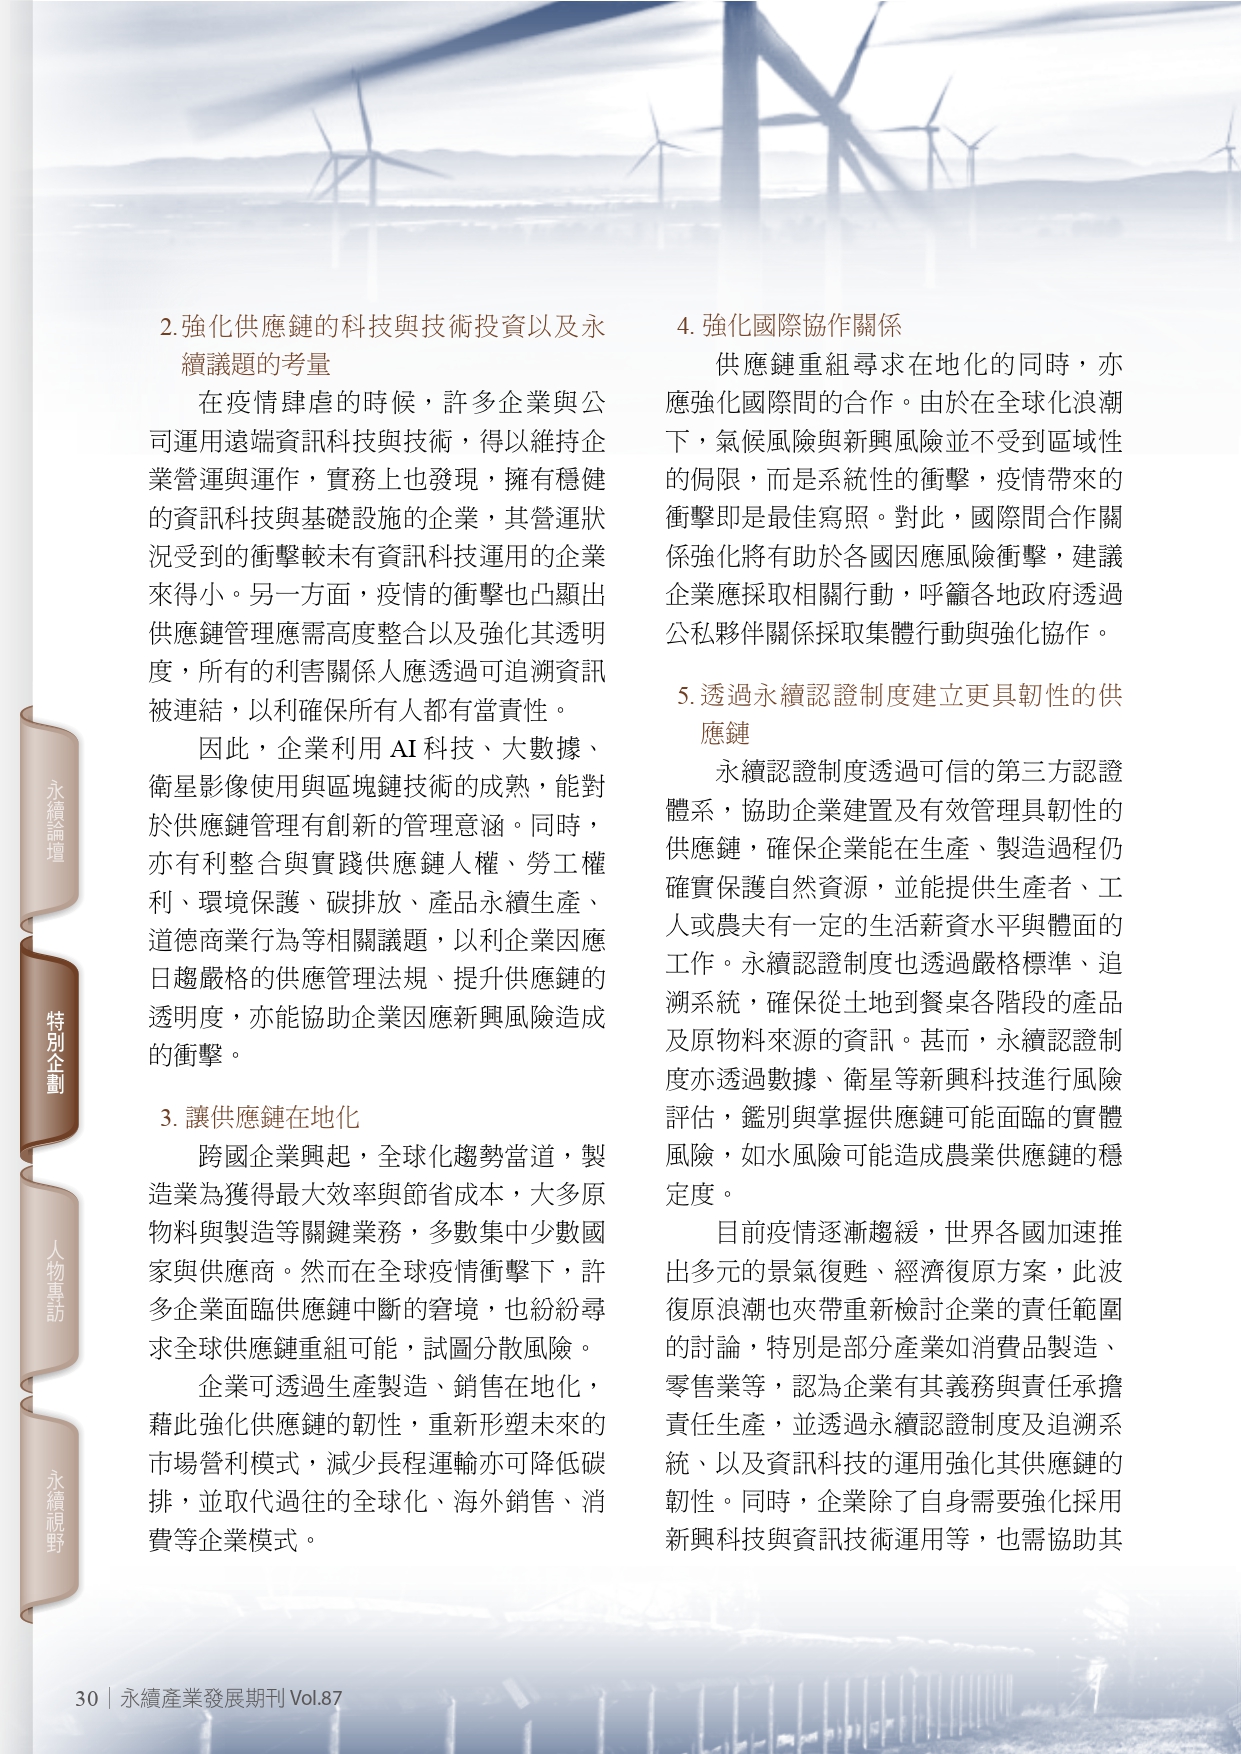 2.強化供應鏈的科技與技術投資以及永
續議題的考量
在疫情肆虐的時候，許多企業與公
司運用遠端資訊科技與技術，得以維持企
業營運與運作，實務上也發現，擁有穩健
的資訊科技與基礎設施的企業，其營運狀
況受到的衝擊較未有資訊科技運用的企業
來得小。另一方面，疫情的衝擊也凸顯出
供應鏈管理應需高度整合以及強化其透明
度，所有的利害關係人應透過可追溯資訊
被連結，以利確保所有人都有當責性。
因此，企業利用 AI 科技、大數據、
衛星影像使用與區塊鏈技術的成熟，能對
於供應鏈管理有創新的管理意涵。同時，
亦有利整合與實踐供應鏈人權、勞工權
利、環境保護、碳排放、產品永續生產、
道德商業行為等相關議題，以利企業因應
日趨嚴格的供應管理法規、提升供應鏈的
透明度，亦能協助企業因應新興風險造成
的衝擊。
3. 讓供應鏈在地化
跨國企業興起，全球化趨勢當道，製
造業為獲得最大效率與節省成本，大多原
物料與製造等關鍵業務，多數集中少數國
家與供應商。然而在全球疫情衝擊下，許
多企業面臨供應鏈中斷的窘境，也紛紛尋
求全球供應鏈重組可能，試圖分散風險。
企業可透過生產製造、銷售在地化，
藉此強化供應鏈的韌性，重新形塑未來的
市場營利模式，減少長程運輸亦可降低碳
排，並取代過往的全球化、海外銷售、消
費等企業模式。
4. 強化國際協作關係
供應鏈重組尋求在地化的同時，亦
應強化國際間的合作。由於在全球化浪潮
下，氣候風險與新興風險並不受到區域性
的侷限，而是系統性的衝擊，疫情帶來的
衝擊即是最佳寫照。對此，國際間合作關
係強化將有助於各國因應風險衝擊，建議
企業應採取相關行動，呼籲各地政府透過
公私夥伴關係採取集體行動與強化協作。
5. 透過永續認證制度建立更具韌性的供
應鏈
永續認證制度透過可信的第三方認證
體系，協助企業建置及有效管理具韌性的
供應鏈，確保企業能在生產、製造過程仍
確實保護自然資源，並能提供生產者、工
人或農夫有一定的生活薪資水平與體面的
工作。永續認證制度也透過嚴格標準、追
溯系統，確保從土地到餐桌各階段的產品
及原物料來源的資訊。甚而，永續認證制
度亦透過數據、衛星等新興科技進行風險
評估，鑑別與掌握供應鏈可能面臨的實體
風險，如水風險可能造成農業供應鏈的穩
定度。
目前疫情逐漸趨緩，世界各國加速推
出多元的景氣復甦、經濟復原方案，此波
復原浪潮也夾帶重新檢討企業的責任範圍
的討論，特別是部分產業如消費品製造、
零售業等，認為企業有其義務與責任承擔
責任生產，並透過永續認證制度及追溯系
統、以及資訊科技的運用強化其供應鏈的
韌性。同時，企業除了自身需要強化採用
新興科技與資訊技術運用等，也需協助其
永續論壇
特別企劃
人物專訪
永續視野
30｜永續產業發展期刊 Vol.87